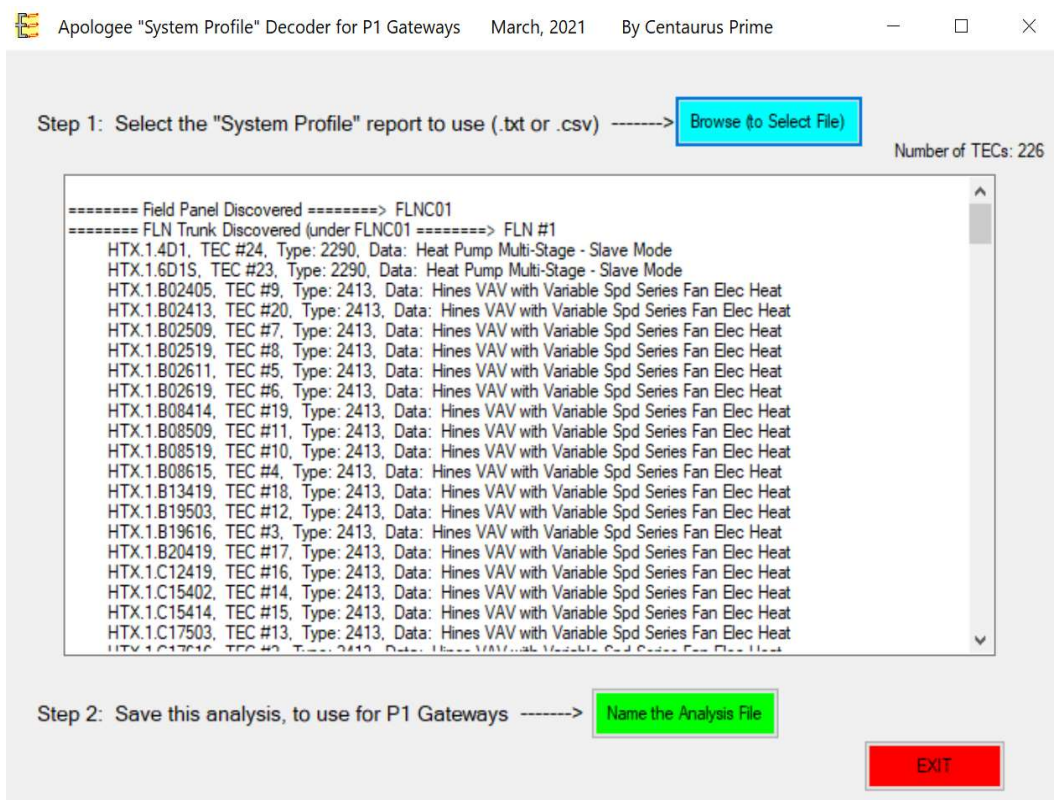 Apologee "System Profile" Decoder for P1 Gateways March, 2021 By Centaurus Prime
Step 1: Select the "System Profile" report to use (.txt or .csv) -------> Browse (to Select File)
Number of TECs: 226
======== Field Panel Discovered ========> FLNC01
======== FLN Trunk Discovered (under FLNC01 ========> FLN #1
HTX.1.4D1, TEC #24, Type: 2290, Data: Heat Pump Multi-Stage - Slave Mode
HTX.1.6D1S, TEC #23, Type: 2290, Data: Heat Pump Multi-Stage - Slave Mode
HTX.1.B02405, TEC #9, Type: 2413, Data: Hines VAV with Variable Spd Series Fan Elec Heat
HTX.1.B02413, TEC #20, Type: 2413, Data: Hines VAV with Variable Spd Series Fan Elec Heat
HTX.1.B02509, TEC #7, Type: 2413, Data: Hines VAV with Variable Spd Series Fan Elec Heat
HTX.1.B02519, TEC #8, Type: 2413, Data: Hines VAV with Variable Spd Series Fan Elec Heat
HTX.1.B02611, TEC #5, Type: 2413, Data: Hines VAV with Variable Spd Series Fan Elec Heat
HTX.1.B02619, TEC #6, Type: 2413, Data: Hines VAV with Variable Spd Series Fan Elec Heat
HTX.1.B08414, TEC #19, Type: 2413, Data: Hines VAV with Variable Spd Series Fan Elec Heat
HTX.1.B08509, TEC #11, Type: 2413, Data: Hines VAV with Variable Spd Series Fan Elec Heat
HTX.1.B08519, TEC #10, Type: 2413, Data: Hines VAV with Variable Spd Series Fan Elec Heat
HTX.1.B08615, TEC #4, Type: 2413, Data: Hines VAV with Variable Spd Series Fan Elec Heat
HTX.1.B13419, TEC #18, Type: 2413, Data: Hines VAV with Variable Spd Series Fan Elec Heat
HTX.1.B19503, TEC #12, Type: 2413, Data: Hines VAV with Variable Spd Series Fan Elec Heat
HTX.1.B19616, TEC #3, Type: 2413, Data: Hines VAV with Variable Spd Series Fan Elec Heat
HTX.1.B20419, TEC #17, Type: 2413, Data: Hines VAV with Variable Spd Series Fan Elec Heat
HTX.1.C12419, TEC #16, Type: 2413, Data: Hines VAV with Variable Spd Series Fan Elec Heat
HTX.1.C15402, TEC #14, Type: 2413, Data: Hines VAV with Variable Spd Series Fan Elec Heat
HTX.1.C15414, TEC #15, Type: 2413, Data: Hines VAV with Variable Spd Series Fan Elec Heat
HTX.1.C17503, TEC #13, Type: 2413, Data: Hines VAV with Variable Spd Series Fan Elec Heat
Step 2: Save this analysis, to use for P1 Gateways -------> Name the Analysis File
EXIT